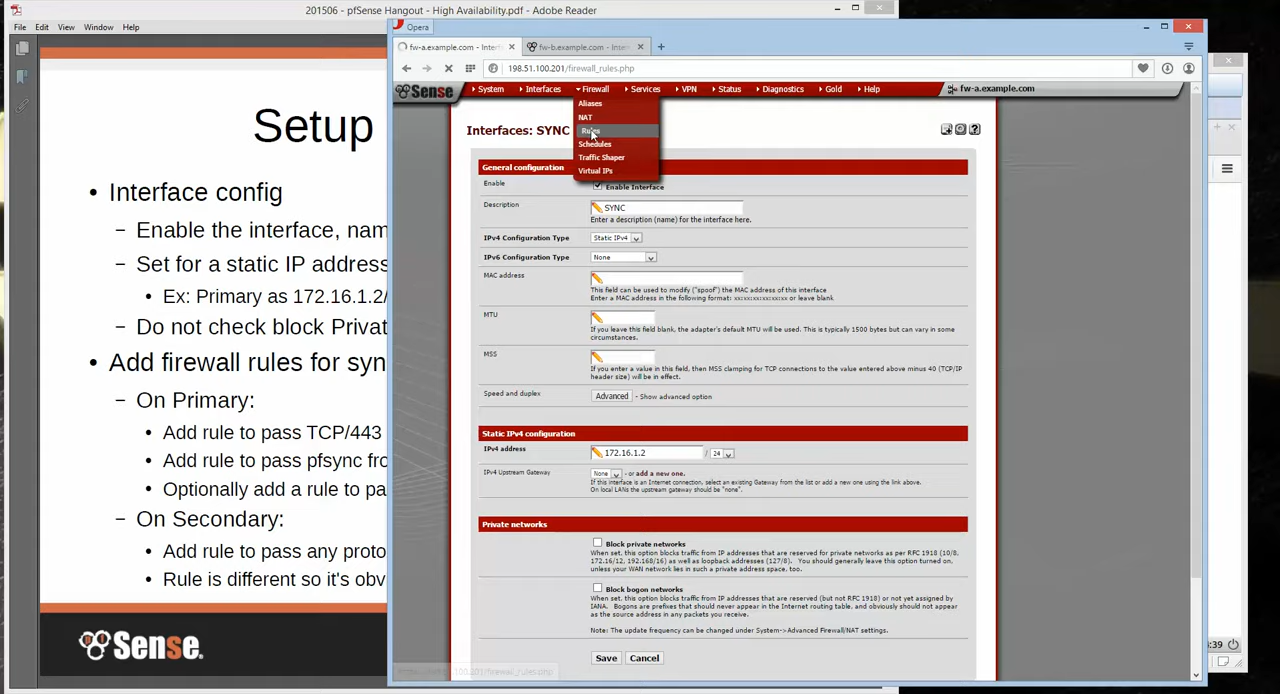 201506 - pfSense Hangout - High Availability.pdf - Adobe Reader
File Edit View Window Help
Setup
• Interface config
– Enable the interface, nam
– Set for a static IP address
• Ex: Primary as 172.16.1.2/
– Do not check block Privat
• Add firewall rules for syn
– On Primary:
• Add rule to pass TCP/443
• Add rule to pass pfsync fro
• Optionally add a rule to pa
– On Secondary:
• Add rule to pass any proto
• Rule is different so it's obv
Sense.
Opera
fw-a.example.com - Interf
fw-b.example.com - Inter
198.51.100.201/firewall_rules.php
Sense
System Interfaces Firewall Services VPN Status Diagnostics Gold Help
fw-a.example.com
Aliases
NAT
Rules
Schedules
Traffic Shaper
Virtual IPs
Interfaces: SYNC
General configuration
Enable
Enable Interface
Description
SYNC
Enter a description (name) for the interface here.
IPv4 Configuration Type
Static IPv4
IPv6 Configuration Type
None
MAC address
This field can be used to modify ("spoof") the MAC address of this interface
Enter a MAC address in the following format: xx:xx:xx:xx:xx:xx or leave blank
MTU
If you leave this field blank, the adapter's default MTU will be used. This is typically 1500 bytes but can vary in some
circumstances.
MSS
If you enter a value in this field, then MSS clamping for TCP connections to the value entered above minus 40 (TCP/IP
header size) will be in effect.
Speed and duplex
Advanced - Show advanced option
Static IPv4 configuration
IPv4 address
172.16.1.2 / 24
IPv4 Upstream Gateway
None - or add a new one.
If this interface is an Internet connection, select an existing Gateway from the list or add a new one using the link above.
On local LANs the upstream gateway should be "none".
Private networks
Block private networks
When set, this option blocks traffic from IP addresses that are reserved for private networks as per RFC 1918 (10/8,
172.16/12, 192.168/16) as well as loopback addresses (127/8). You should generally leave this option turned on,
unless your WAN network lies in such a private address space, too.
Block bogon networks
When set, this option blocks traffic from IP addresses that are reserved (but not RFC 1918) or not yet assigned by
IANA. Bogons are prefixes that should never appear in the Internet routing table, and obviously should not appear
as the source address in any packets you receive.
Note: The update frequency can be changed under System->Advanced Firewall/NAT settings.
Save Cancel
100.201/firewall_rules.php
:39